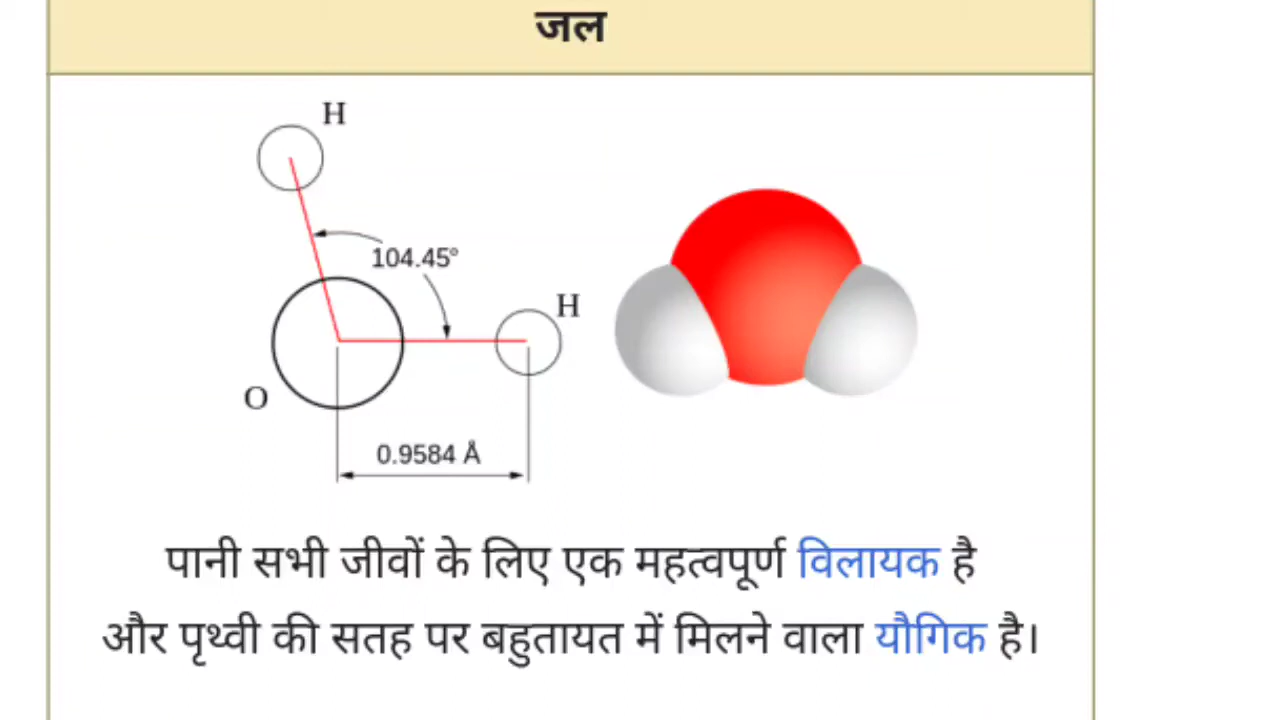 जल
H
104.45°
H
O
0.9584 Å
पानी सभी जीवों के लिए एक महत्वपूर्ण विलायक है
और पृथ्वी की सतह पर बहुतायत में मिलने वाला यौगिक है।